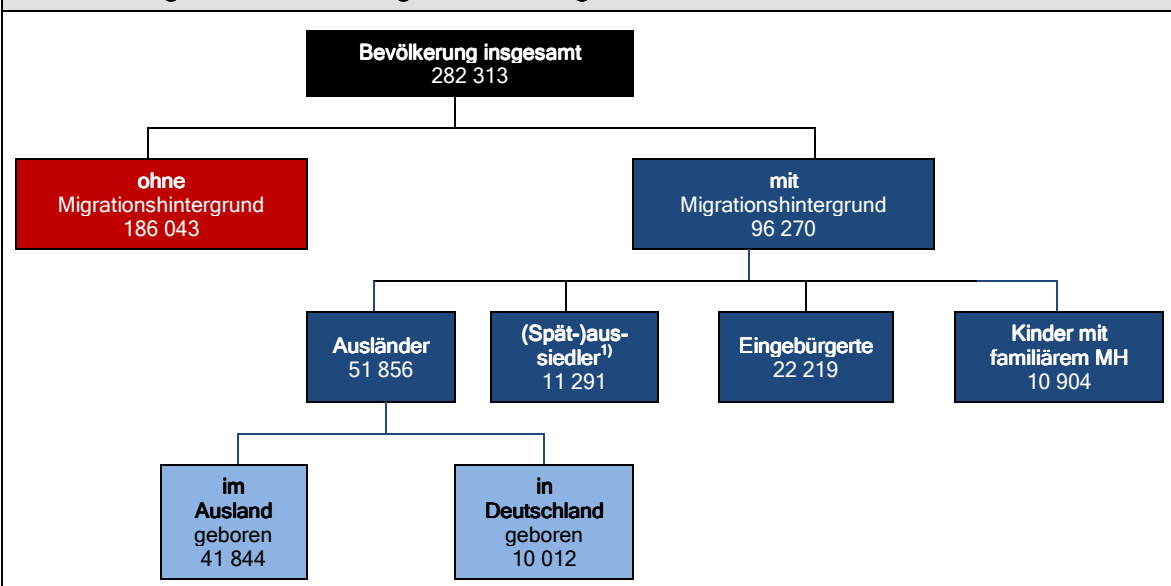 Bevölkerung insgesamt
282 313
ohne
Migrationshintergrund
186 043
mit
Migrationshintergrund
96 270
Ausländer
51 856
(Spät-)aus-
siedler1)
11 291
Eingebürgerte
22 219
Kinder mit
familiärem MH
10 904
im
Ausland
geboren
41 844
in
Deutschland
geboren
10 012